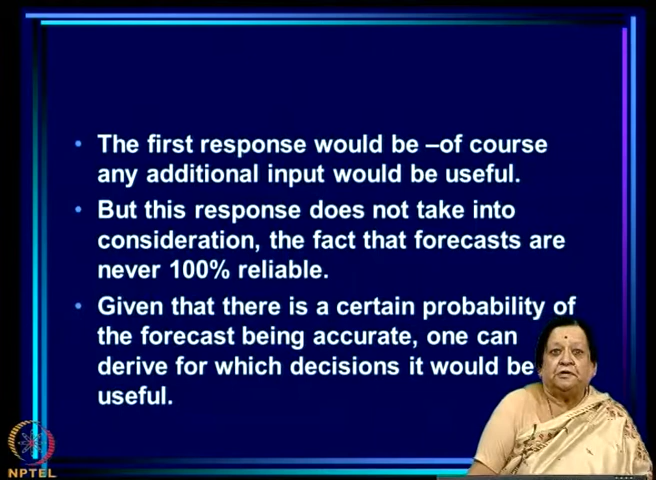 • The first response would be –of course
any additional input would be useful.
• But this response does not take into
consideration, the fact that forecasts are
never 100% reliable.
• Given that there is a certain probability of
the forecast being accurate, one can
derive for which decisions it would be
useful.
NPTEL